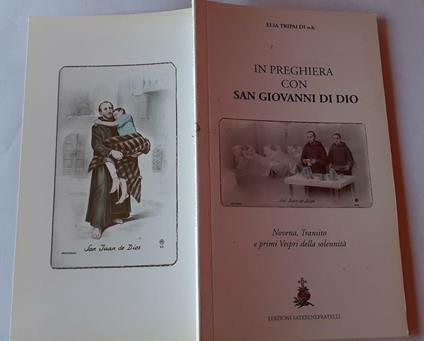 San Juan de Dios
ELIA TRIPALDI o.h.
IN PREGHIERA
CON
SAN GIOVANNI DI DIO
San Juan de Dios
Novena, Transito
e primi Vespri della solennità
EDIZIONI FATEBENEFRATELLI